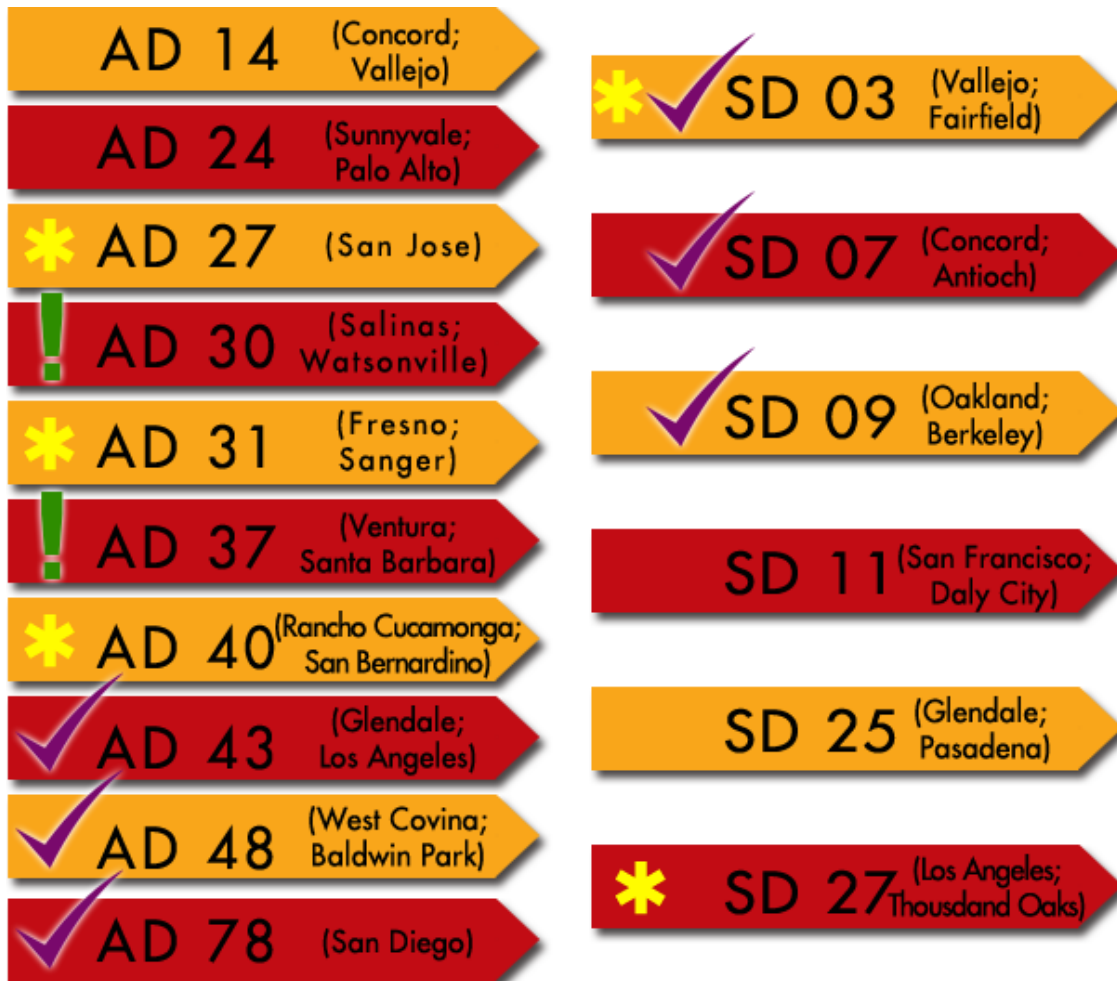 AD 14 (Concord;
Vallejo)
AD 24 (Sunnyvale;
Palo Alto)
* AD 27 (San Jose)
! AD 30 (Salinas;
Watsonville)
* AD 31 (Fresno;
Sanger)
! AD 37 (Ventura;
Santa Barbara)
* AD 40 (Rancho Cucamonga;
San Bernardino)
AD 43 (Glendale;
Los Angeles)
AD 48 (West Covina;
Baldwin Park)
AD 78 (San Diego)
* SD 03 (Vallejo;
Fairfield)
SD 07 (Concord;
Antioch)
SD 09 (Oakland;
Berkeley)
SD 11 (San Francisco;
Daly City)
SD 25 (Glendale;
Pasadena)
* SD 27 (Los Angeles;
Thousdand Oaks)